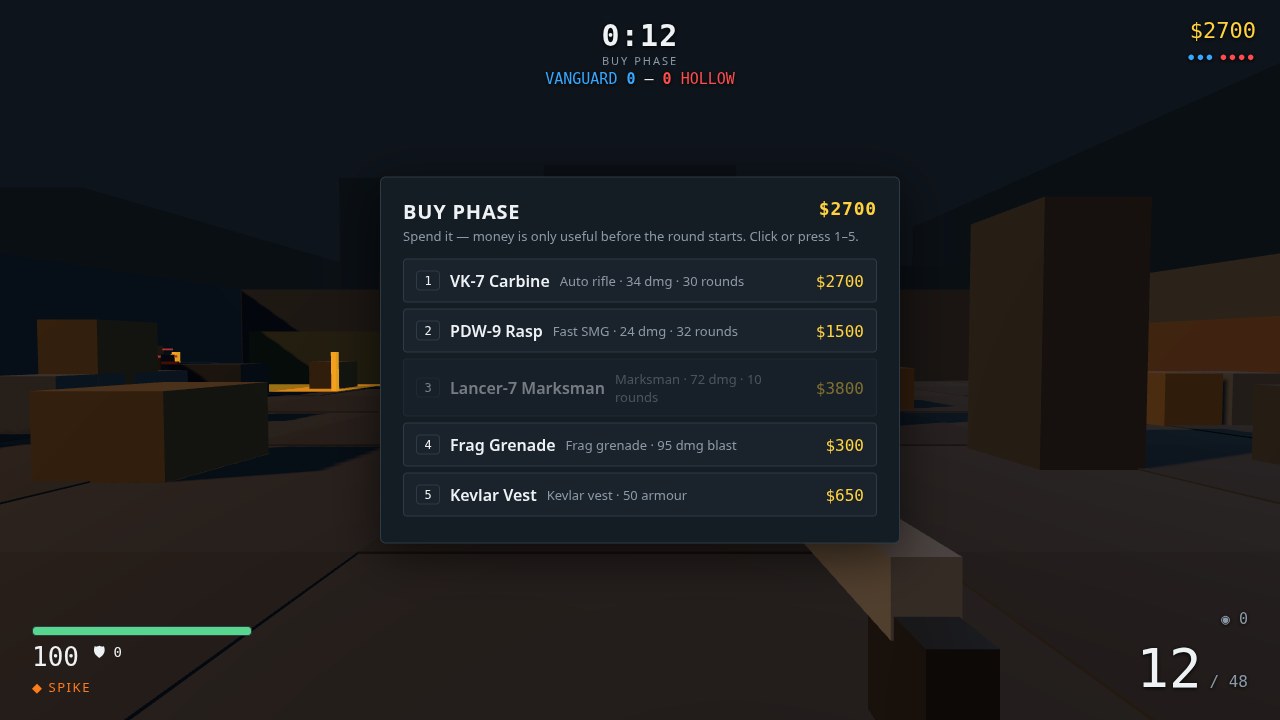 0:12
BUY PHASE
VANGUARD 0 — 0 HOLLOW
$2700
BUY PHASE
$2700
Spend it — money is only useful before the round starts. Click or press 1–5.
1 VK-7 Carbine Auto rifle · 34 dmg · 30 rounds $2700
2 PDW-9 Rasp Fast SMG · 24 dmg · 32 rounds $1500
3 Lancer-7 Marksman Marksman · 72 dmg · 10 rounds $3800
4 Frag Grenade Frag grenade · 95 dmg blast $300
5 Kevlar Vest Kevlar vest · 50 armour $650
100 0
◆ SPIKE
◉ 0
12 / 48